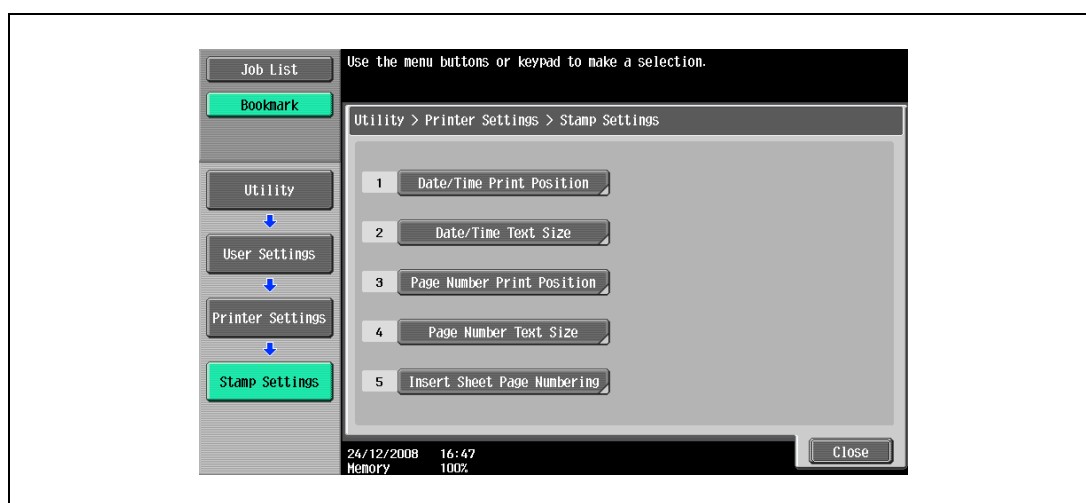 Job List
Bookmark
Utility
User Settings
Printer Settings
Stamp Settings
Use the menu buttons or keypad to make a selection.
Utility > Printer Settings > Stamp Settings
1 Date/Time Print Position
2 Date/Time Text Size
3 Page Number Print Position
4 Page Number Text Size
5 Insert Sheet Page Numbering
24/12/2008 16:47
Memory 100%
Close